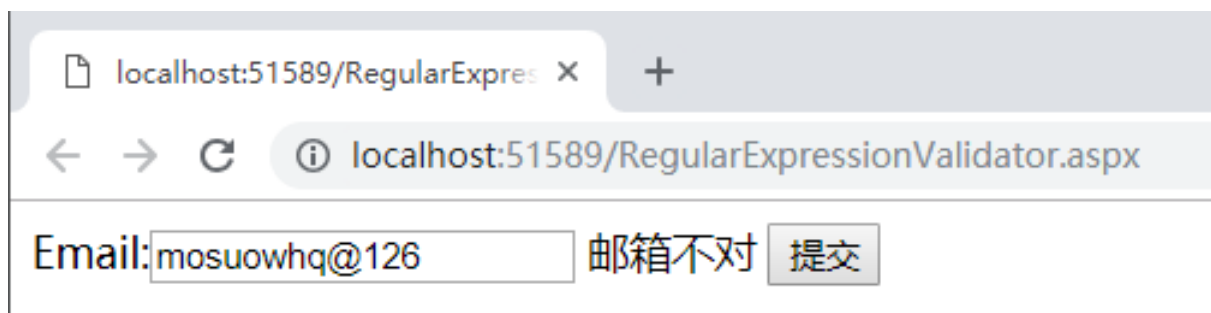 localhost:51589/RegularExpres
localhost:51589/RegularExpressionValidator.aspx
Email:mosuowhq@126 邮箱不对 提交